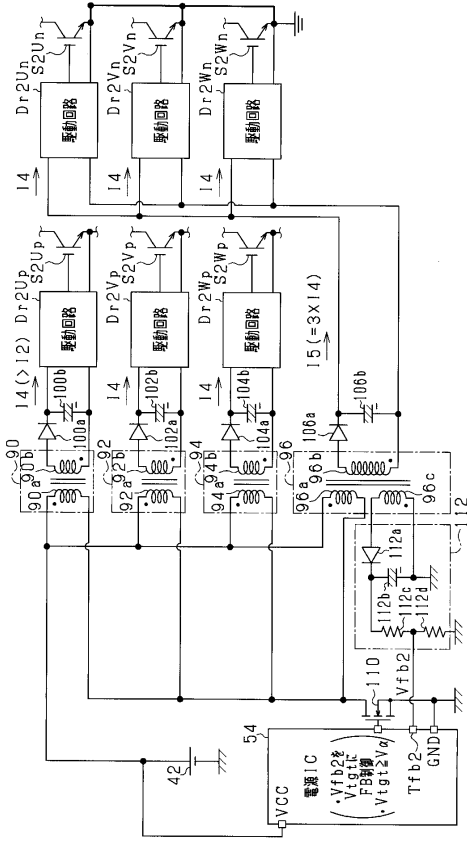 Dr2Un
S2Un
駆動回路
I4
Dr2Vn
S2Vn
駆動回路
I4
Dr2Wn
S2Wn
駆動回路
I4
Dr2Up
S2Up
駆動回路
I4(>I2)
100b
100a
90
90a
90b
Dr2Vp
S2Vp
駆動回路
I4
102b
102a
92
92a
92b
Dr2Wp
S2Wp
駆動回路
I4
104b
104a
94
94a
94b
I5(=3×I4)
106a
106b
96
96a
96b
96c
112
112a
112b
112c
112d
Vfb2
110
42
54
VCC
電源IC
・Vfb2を
Vtgtに
FB制御
・Vtgt≧Vα
Tfb2
GND